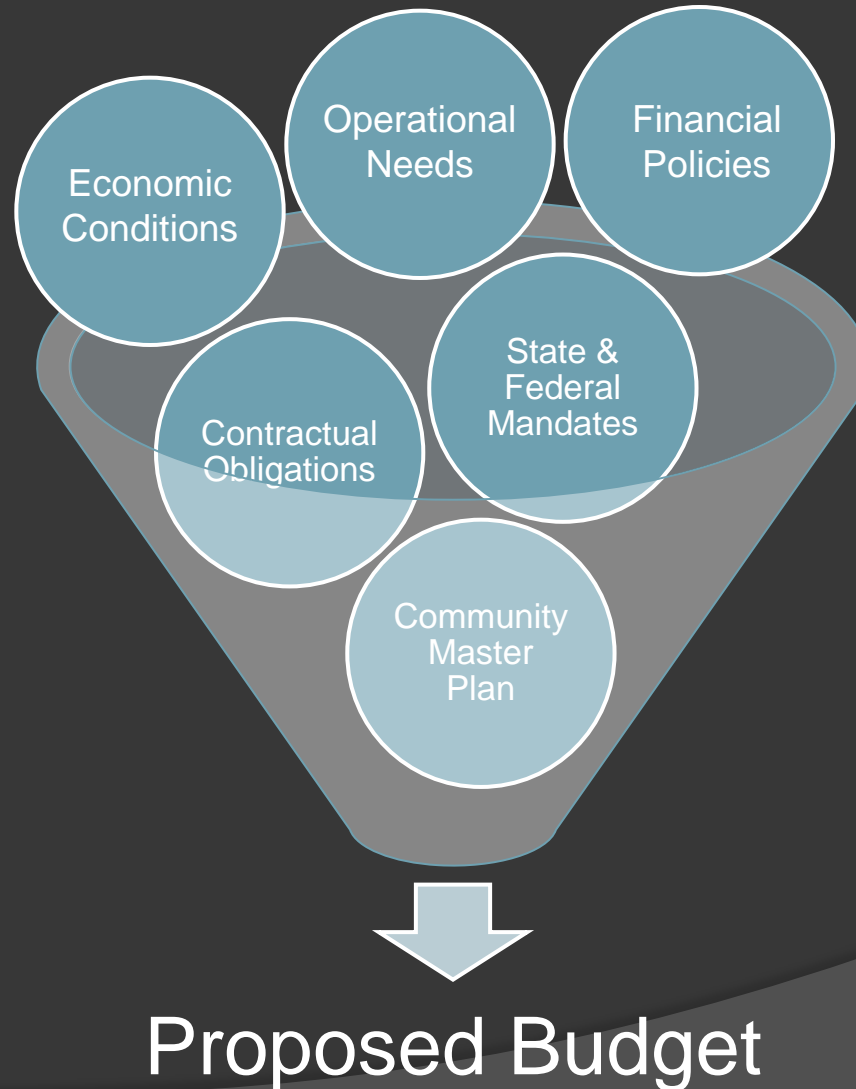 Economic
Conditions
Operational
Needs
Financial
Policies
Contractual
Obligations
State &
Federal
Mandates
Community
Master
Plan
Proposed Budget